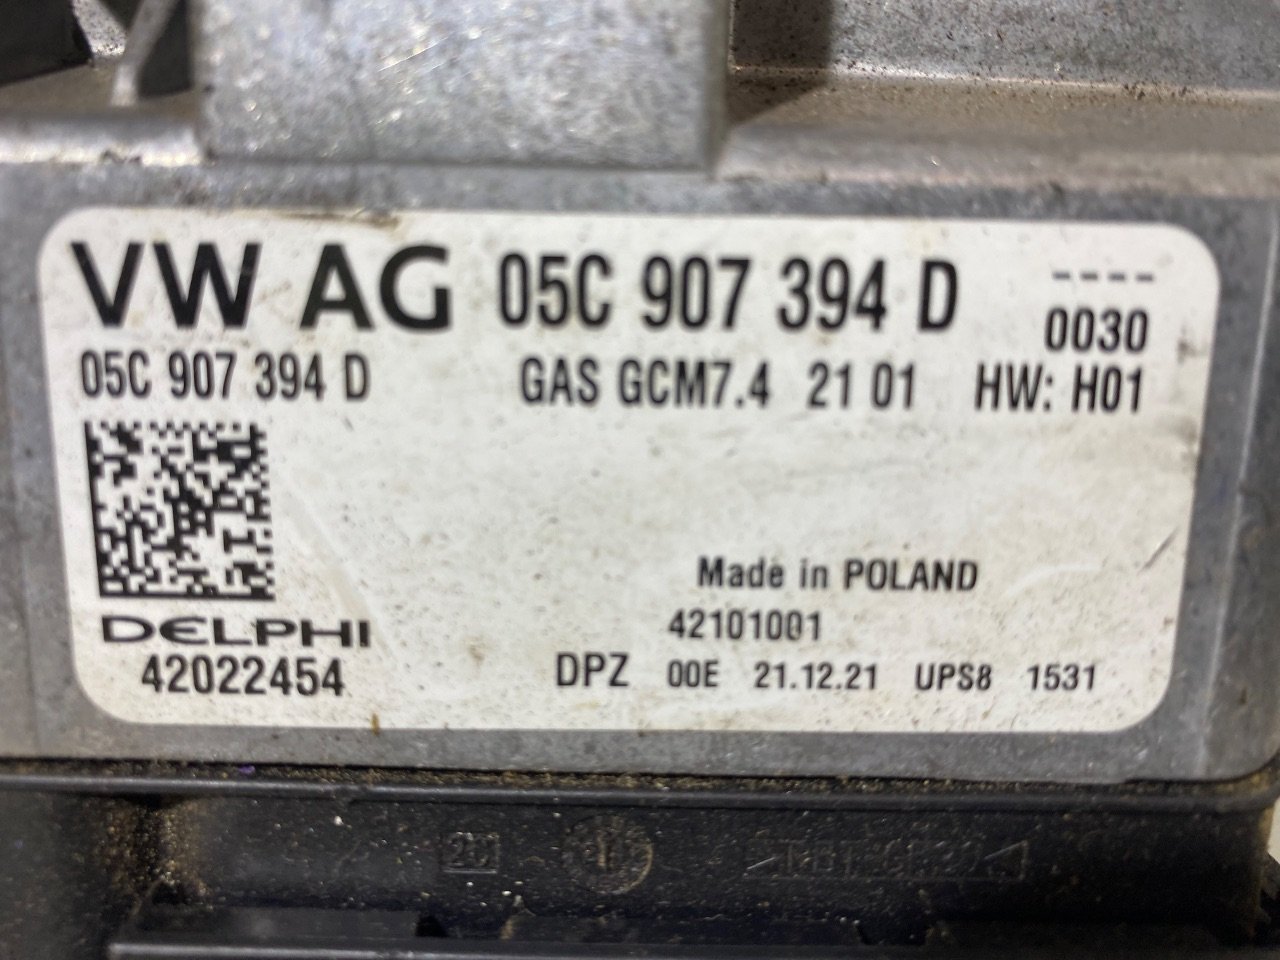 VW AG 05C 907 394 D ----
0030
05C 907 394 D GAS GCM7.4 21 01 HW: H01
Made in POLAND
DELPHI 42101001
42022454 DPZ 00E 21.12.21 UPS8 1531
2C